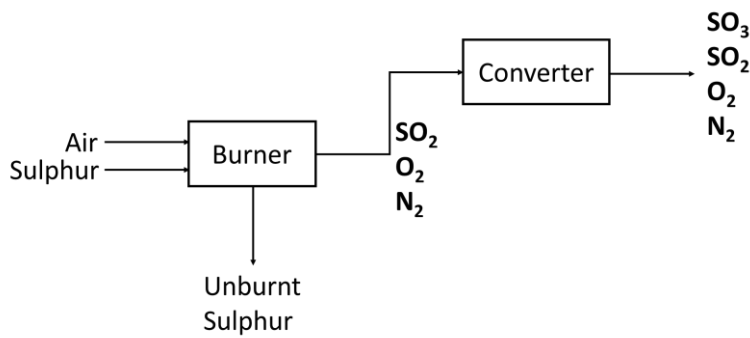 Air
Sulphur
Burner
Unburnt
Sulphur
SO₂
O₂
N₂
Converter
SO₃
SO₂
O₂
N₂